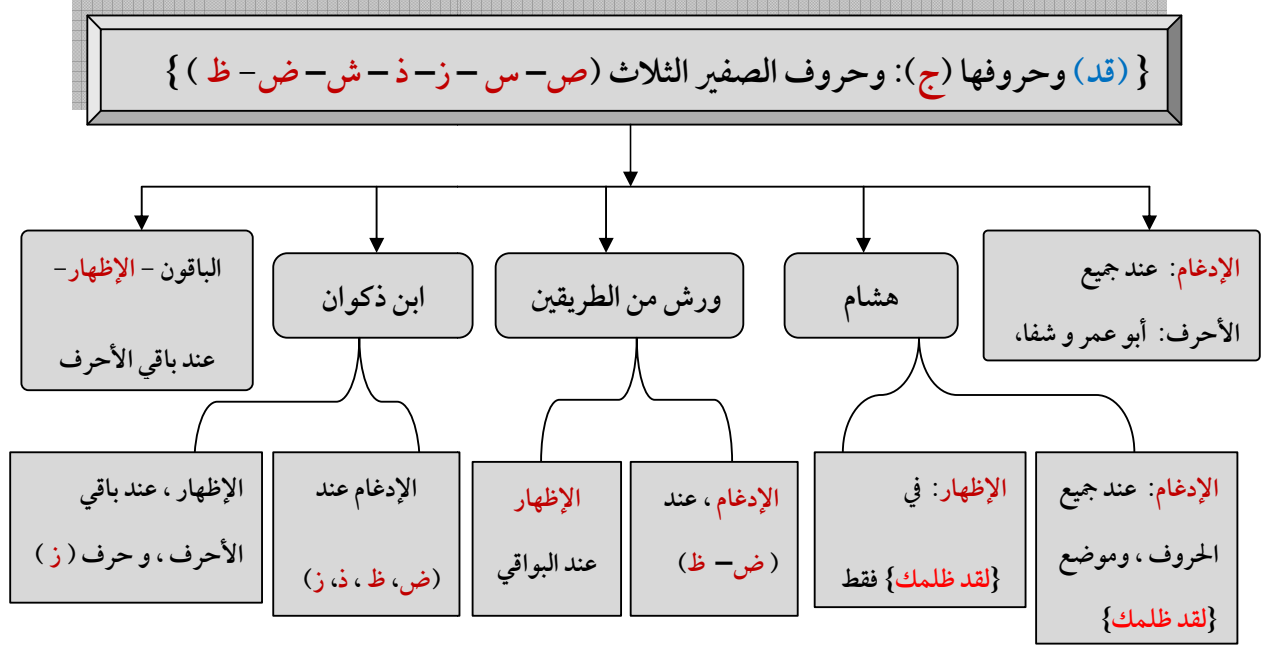 { (قد) وحروفها (ج): وحروف الصفير الثلاث (ص – س – ز – ذ – ش – ض – ظ ) }
الإدغام: عند جميع
الأحرف: أبو عمر و شفا،
هشام
ورش من الطريقين
ابن ذكوان
الباقون - الإظهار -
عند باقي الأحرف
الإدغام: عند جميع
الحروف ، وموضع
{لقد ظلمك}
الإظهار: في
{لقد ظلمك} فقط
الإدغام ، عند
( ض – ظ )
الإظهار
عند البواقي
الإدغام عند
(ض، ظ ، ذ، ز)
الإظهار ، عند باقي
الأحرف ، و حرف ( ز )